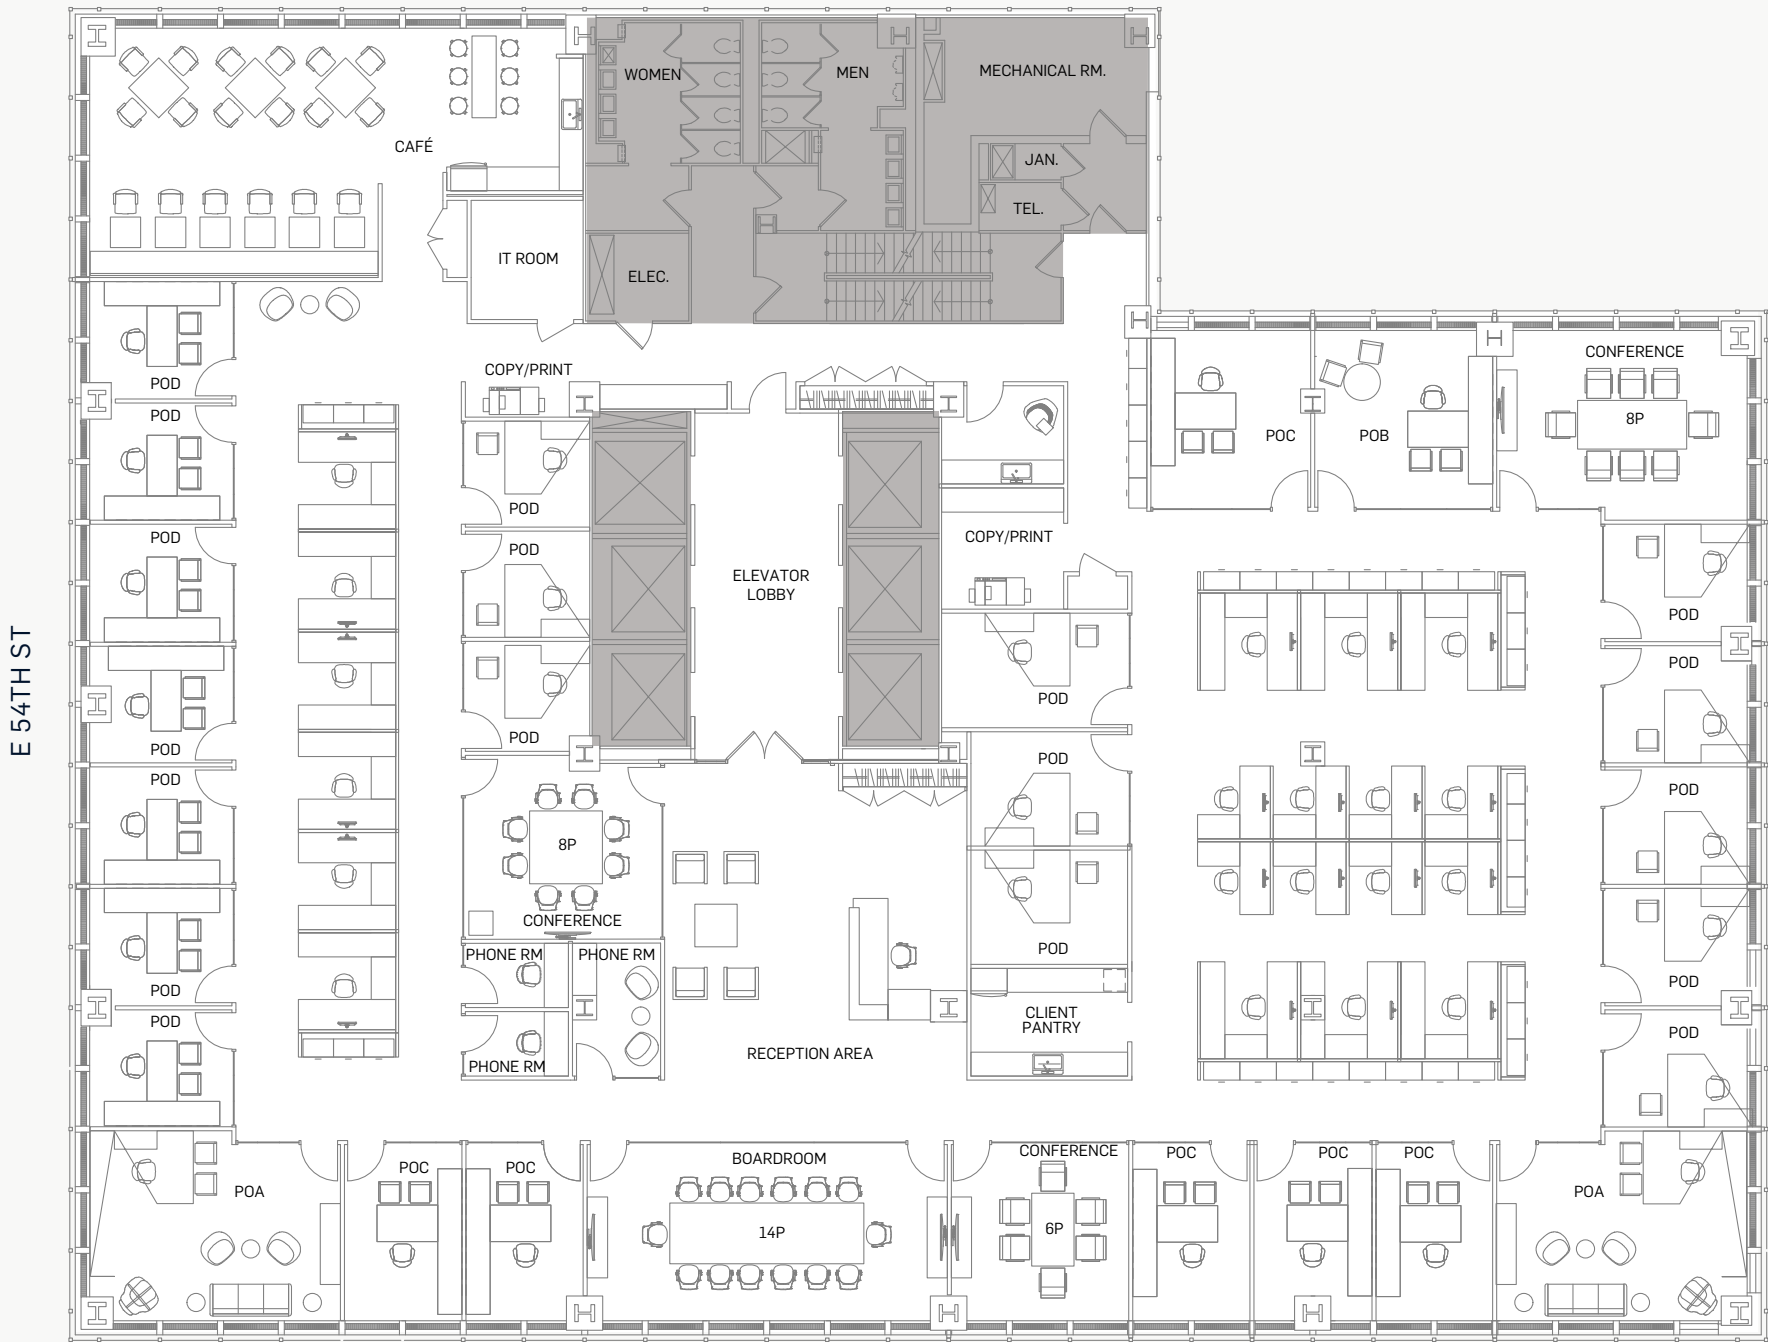 WOMEN
MEN
MECHANICAL RM.
CAFÉ
JAN.
TEL.
IT ROOM
ELEC.
COPY/PRINT
CONFERENCE
8P
POC
POB
POD
POD
POD
POD
POD
POD
POD
POD
POD
POD
COPY/PRINT
ELEVATOR
LOBBY
POD
POD
POD
POD
POD
POD
POD
POD
E 54TH ST
8P
CONFERENCE
PHONE RM
PHONE RM
PHONE RM
CLIENT
PANTRY
RECEPTION AREA
POA
POC
POC
BOARDROOM
14P
CONFERENCE
6P
POC
POC
POC
POA